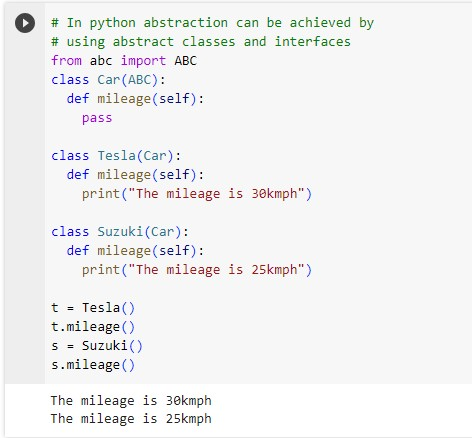 # In python abstraction can be achieved by
# using abstract classes and interfaces
from abc import ABC
class Car(ABC):
  def mileage(self):
    pass

class Tesla(Car):
  def mileage(self):
    print("The mileage is 30kmph")

class Suzuki(Car):
  def mileage(self):
    print("The mileage is 25kmph")

t = Tesla()
t.mileage()
s = Suzuki()
s.mileage()

The mileage is 30kmph
The mileage is 25kmph